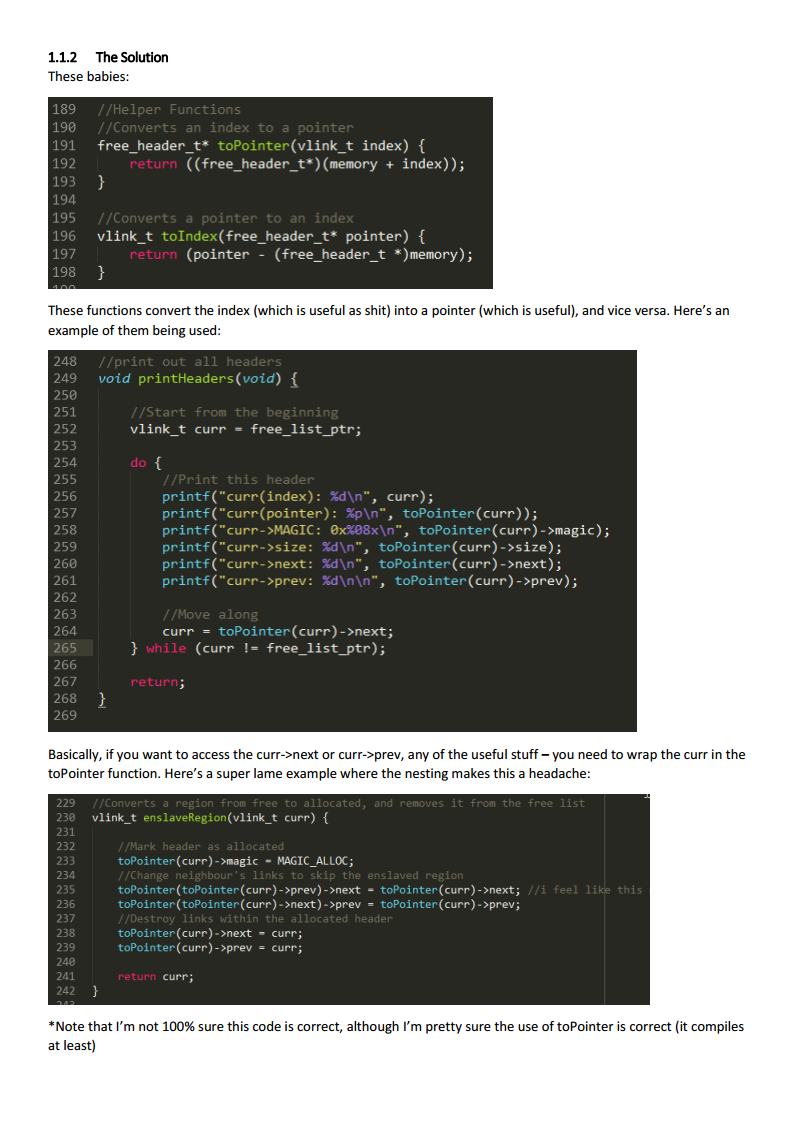 1.1.2 The Solution
These babies:
189 //Helper Functions
190 //Converts an index to a pointer
191 free_header_t* toPointer(vlink_t index) {
192 return ((free_header_t*)(memory + index));
193 }
194
195 //Converts a pointer to an index
196 vlink_t toIndex(free_header_t* pointer) {
197 return (pointer - (free_header_t *)memory);
198 }
These functions convert the index (which is useful as shit) into a pointer (which is useful), and vice versa. Here’s an
example of them being used:
248 //print out all headers
249 void printHeaders(void) {
250
251 //Start from the beginning
252 vlink_t curr = free_list_ptr;
253
254 do {
255 //Print this header
256 printf("curr(index): %d\n", curr);
257 printf("curr(pointer): %p\n", toPointer(curr));
258 printf("curr->MAGIC: 0x%08x\n", toPointer(curr)->magic);
259 printf("curr->size: %d\n", toPointer(curr)->size);
260 printf("curr->next: %d\n", toPointer(curr)->next);
261 printf("curr->prev: %d\n\n", toPointer(curr)->prev);
262
263 //Move along
264 curr = toPointer(curr)->next;
265 } while (curr != free_list_ptr);
266
267 return;
268 }
269
Basically, if you want to access the curr->next or curr->prev, any of the useful stuff – you need to wrap the curr in the
toPointer function. Here’s a super lame example where the nesting makes this a headache:
229 //Converts a region from free to allocated, and removes it from the free list
230 vlink_t enslaveRegion(vlink_t curr) {
231
232 //Mark header as allocated
233 toPointer(curr)->magic = MAGIC_ALLOC;
234 //Change neighbour's links to skip the enslaved region
235 toPointer(toPointer(curr)->prev)->next = toPointer(curr)->next; //i feel like this
236 toPointer(toPointer(curr)->next)->prev = toPointer(curr)->prev;
237 //Destroy links within the allocated header
238 toPointer(curr)->next = curr;
239 toPointer(curr)->prev = curr;
240
241 return curr;
242 }
*Note that I’m not 100% sure this code is correct, although I’m pretty sure the use of toPointer is correct (it compiles
at least)